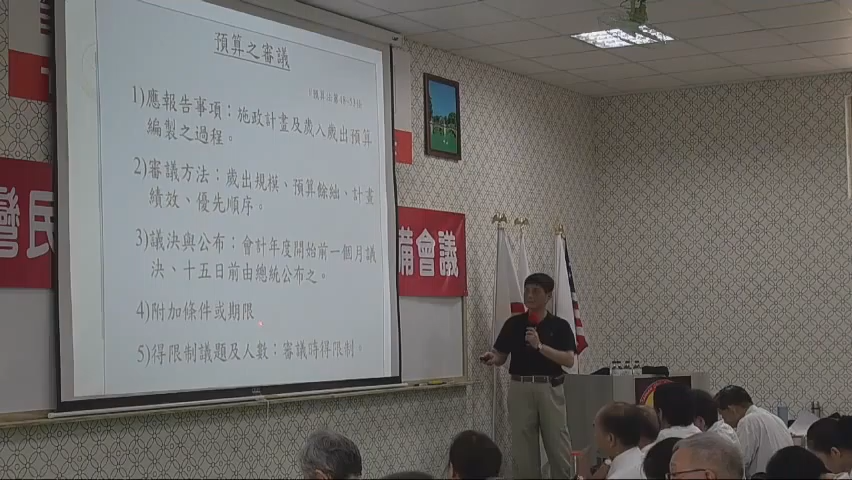 預算之審議
1)應報告事項：施政計畫及歲入歲出預算
編製之過程。
2)審議方法：歲出規模、預算餘絀、計畫
績效、優先順序。
3)議決與公布：會計年度開始前一個月議
決、十五日前由總統公布之。
4)附加條件或期限
5)得限制議題及人數：審議時得限制。
灣民
備會議